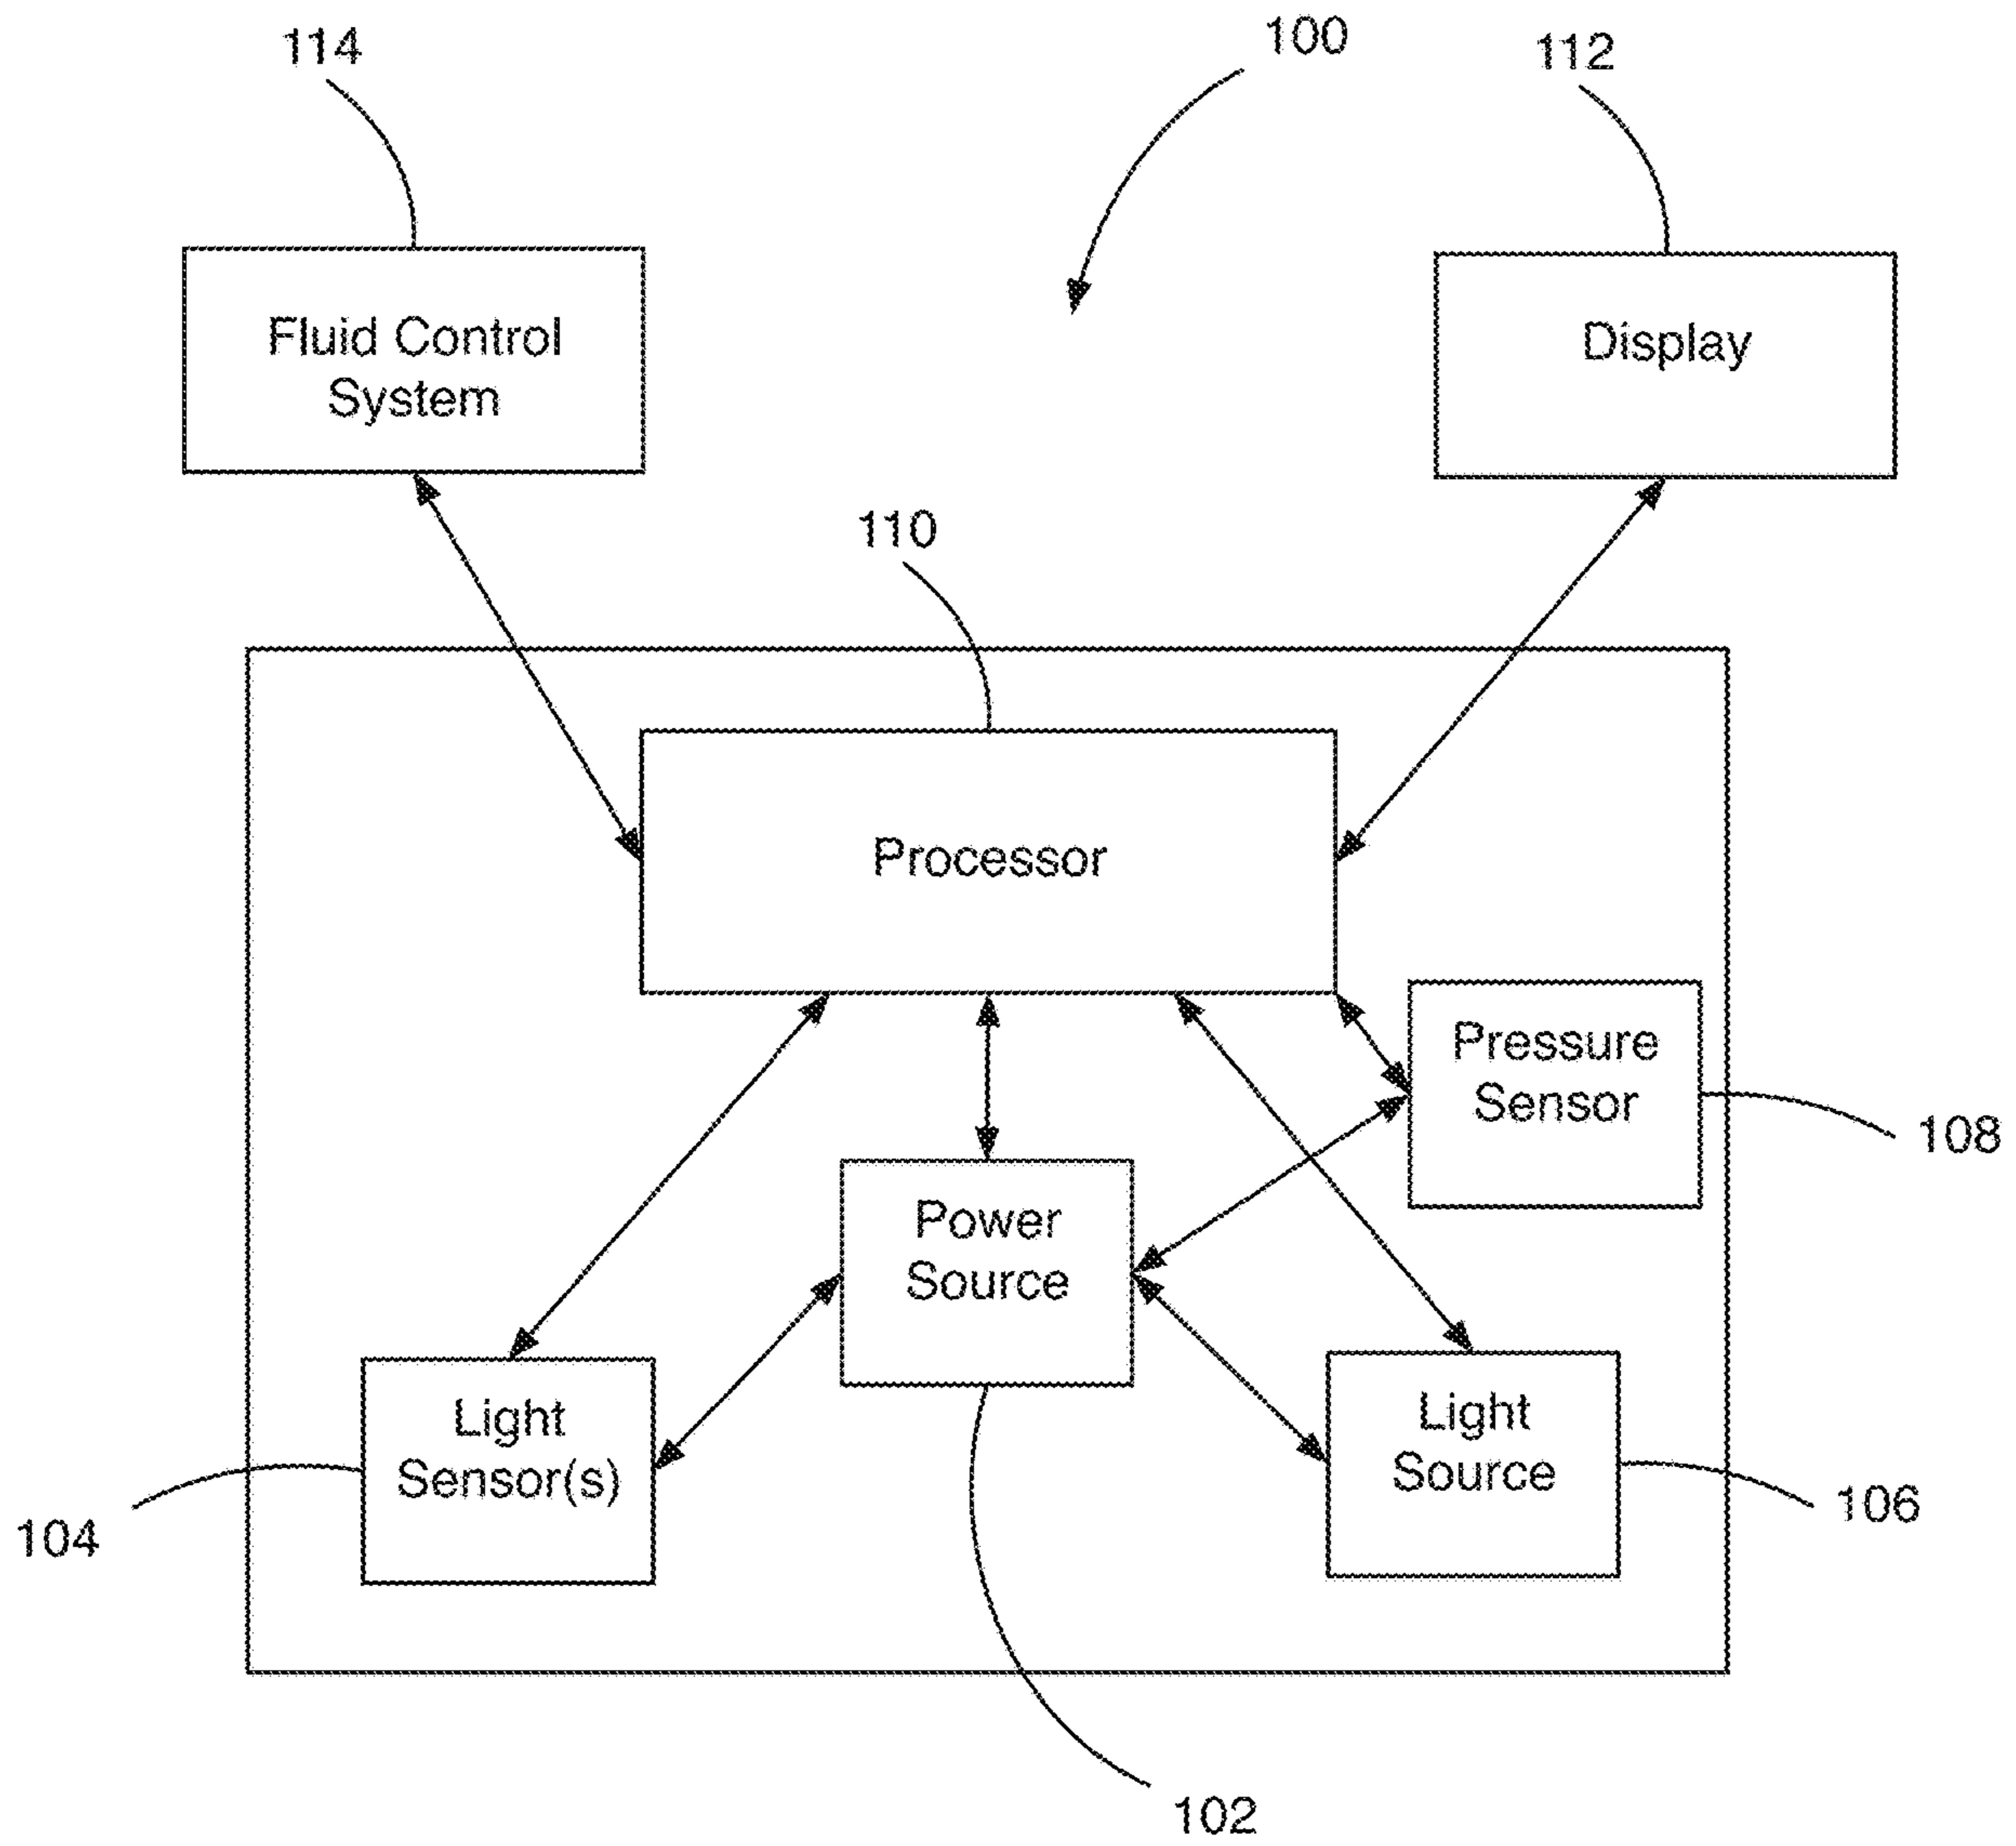 114
100
112
Fluid Control
System
Display
110
Processor
Pressure
Sensor
108
Power
Source
Light
Sensor(s)
Light
Source
104
106
102